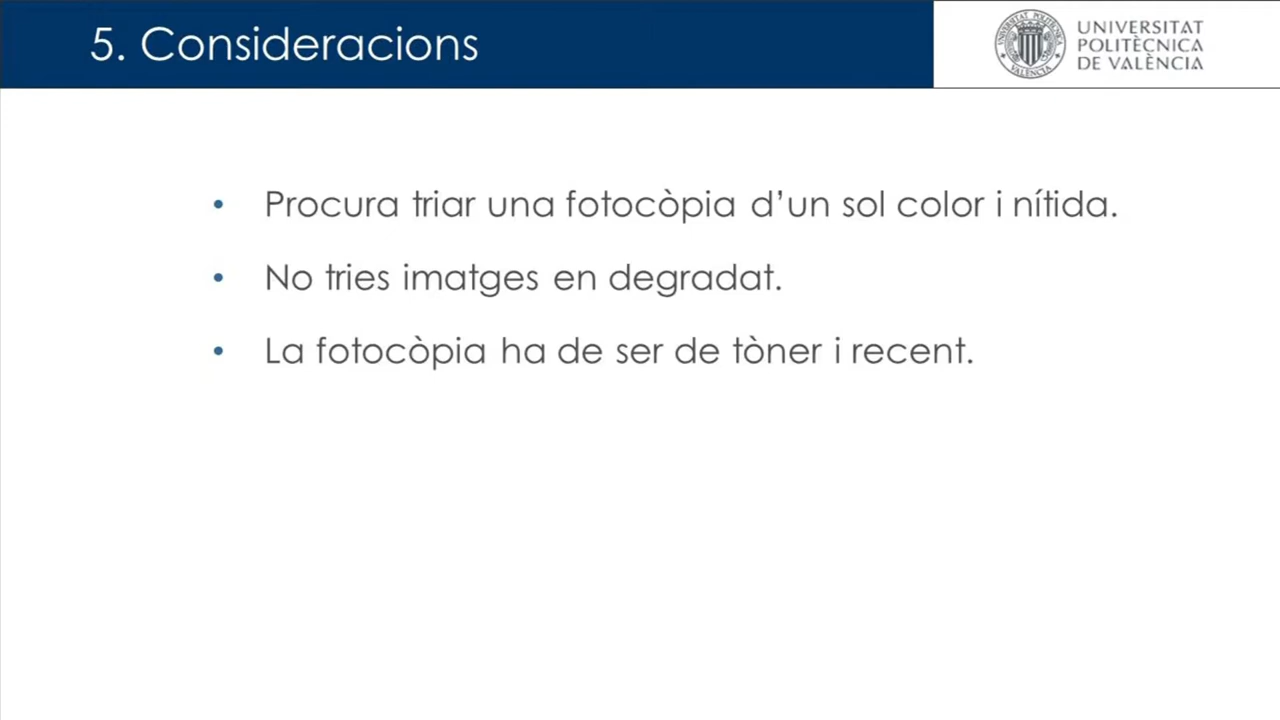 5. Consideracions
UNIVERSITAT
POLITÈCNICA
DE VALÈNCIA
• Procura triar una fotocòpia d’un sol color i nítida.
• No tries imatges en degradat.
• La fotocòpia ha de ser de tòner i recent.